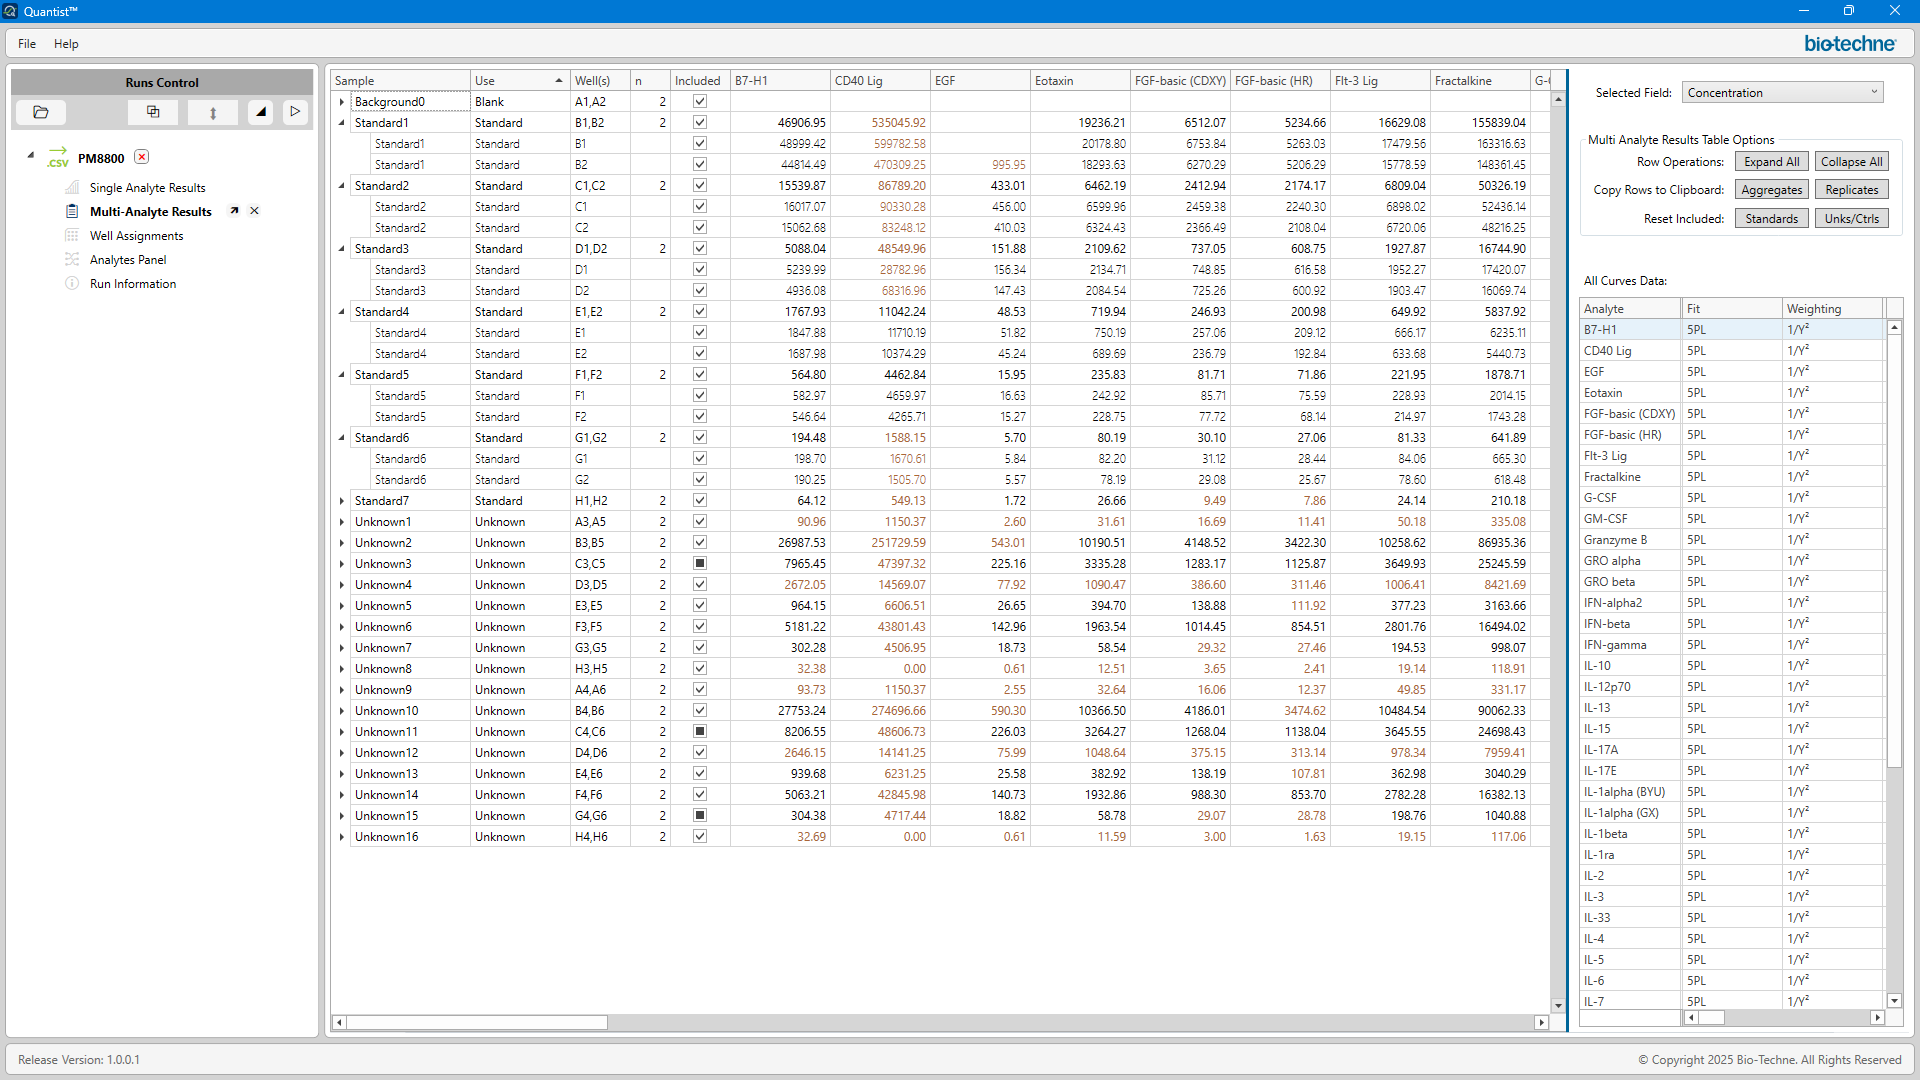 Quantist™
File Help
bio-techne
Runs Control
.CSV PM8800
Single Analyte Results
Multi-Analyte Results
Well Assignments
Analytes Panel
Run Information
Sample Use Well(s) n Included B7-H1 CD40 Lig EGF Eotaxin FGF-basic (CDXY) FGF-basic (HR) Flt-3 Lig Fractalkine G-
Background0 Blank A1,A2 2
Standard1 Standard B1,B2 2 46906.95 535045.92 19236.21 6512.07 5234.66 16629.08 155839.04
Standard1 Standard B1 48999.42 599782.58 20178.80 6753.84 5263.03 17479.56 163316.63
Standard1 Standard B2 44814.49 470309.25 995.95 18293.63 6270.29 5206.29 15778.59 148361.45
Standard2 Standard C1,C2 2 15539.87 86789.20 433.01 6462.19 2412.94 2174.17 6809.04 50326.19
Standard2 Standard C1 16017.07 90330.28 456.00 6599.96 2459.38 2240.30 6898.02 52436.14
Standard2 Standard C2 15062.68 83248.12 410.03 6324.43 2366.49 2108.04 6720.06 48216.25
Standard3 Standard D1,D2 2 5088.04 48549.96 151.88 2109.62 737.05 608.75 1927.87 16744.90
Standard3 Standard D1 5239.99 28782.96 156.34 2134.71 748.85 616.58 1952.27 17420.07
Standard3 Standard D2 4936.08 68316.96 147.43 2084.54 725.26 600.92 1903.47 16069.74
Standard4 Standard E1,E2 2 1767.93 11042.24 48.53 719.94 246.93 200.98 649.92 5837.92
Standard4 Standard E1 1847.88 11710.19 51.82 750.19 257.06 209.12 666.17 6235.11
Standard4 Standard E2 1687.98 10374.29 45.24 689.69 236.79 192.84 633.68 5440.73
Standard5 Standard F1,F2 2 564.80 4462.84 15.95 235.83 81.71 71.86 221.95 1878.71
Standard5 Standard F1 582.97 4659.97 16.63 242.92 85.71 75.59 228.93 2014.15
Standard5 Standard F2 546.64 4265.71 15.27 228.75 77.72 68.14 214.97 1743.28
Standard6 Standard G1,G2 2 194.48 1588.15 5.70 80.19 30.10 27.06 81.33 641.89
Standard6 Standard G1 198.70 1670.61 5.84 82.20 31.12 28.44 84.06 665.30
Standard6 Standard G2 190.25 1505.70 5.57 78.19 29.08 25.67 78.60 618.48
Standard7 Standard H1,H2 2 64.12 549.13 1.72 26.66 9.49 7.86 24.14 210.18
Unknown1 Unknown A3,A5 2 90.96 1150.37 2.60 31.61 16.69 11.41 50.18 335.08
Unknown2 Unknown B3,B5 2 26987.53 251729.59 543.01 10190.51 4148.52 3422.30 10258.62 86935.36
Unknown3 Unknown C3,C5 2 7965.45 47397.32 225.16 3335.28 1283.17 1125.87 3649.93 25245.59
Unknown4 Unknown D3,D5 2 2672.05 14569.07 77.92 1090.47 386.60 311.46 1006.41 8421.69
Unknown5 Unknown E3,E5 2 964.15 6606.51 26.65 394.70 138.88 111.92 377.23 3163.66
Unknown6 Unknown F3,F5 2 5181.22 43801.43 142.96 1963.54 1014.45 854.51 2801.76 16494.02
Unknown7 Unknown G3,G5 2 302.28 4506.95 18.73 58.54 29.32 27.46 194.53 998.07
Unknown8 Unknown H3,H5 2 32.38 0.00 0.61 12.51 3.65 2.41 19.14 118.91
Unknown9 Unknown A4,A6 2 93.73 1150.37 2.55 32.64 16.06 12.37 49.85 331.17
Unknown10 Unknown B4,B6 2 27753.24 274696.66 590.30 10366.50 4186.01 3474.62 10484.54 90062.33
Unknown11 Unknown C4,C6 2 8206.55 48606.73 226.03 3264.27 1268.04 1138.04 3645.55 24698.43
Unknown12 Unknown D4,D6 2 2646.15 14141.25 75.99 1048.64 375.15 313.14 978.34 7959.41
Unknown13 Unknown E4,E6 2 939.68 6231.25 25.58 382.92 138.19 107.81 362.98 3040.29
Unknown14 Unknown F4,F6 2 5063.21 42845.98 140.73 1932.86 988.30 853.70 2782.28 16382.13
Unknown15 Unknown G4,G6 2 304.38 4717.44 18.82 58.78 29.07 28.78 198.76 1040.88
Unknown16 Unknown H4,H6 2 32.69 0.00 0.61 11.59 3.00 1.63 19.15 117.06
Selected Field: Concentration
Multi Analyte Results Table Options
Row Operations: Expand All Collapse All
Copy Rows to Clipboard: Aggregates Replicates
Reset Included: Standards Unks/Ctrls
All Curves Data:
Analyte Fit Weighting
B7-H1 5PL 1/Y²
CD40 Lig 5PL 1/Y²
EGF 5PL 1/Y²
Eotaxin 5PL 1/Y²
FGF-basic (CDXY) 5PL 1/Y²
FGF-basic (HR) 5PL 1/Y²
Flt-3 Lig 5PL 1/Y²
Fractalkine 5PL 1/Y²
G-CSF 5PL 1/Y²
GM-CSF 5PL 1/Y²
Granzyme B 5PL 1/Y²
GRO alpha 5PL 1/Y²
GRO beta 5PL 1/Y²
IFN-alpha2 5PL 1/Y²
IFN-beta 5PL 1/Y²
IFN-gamma 5PL 1/Y²
IL-10 5PL 1/Y²
IL-12p70 5PL 1/Y²
IL-13 5PL 1/Y²
IL-15 5PL 1/Y²
IL-17A 5PL 1/Y²
IL-17E 5PL 1/Y²
IL-1alpha (BYU) 5PL 1/Y²
IL-1alpha (GX) 5PL 1/Y²
IL-1beta 5PL 1/Y²
IL-1ra 5PL 1/Y²
IL-2 5PL 1/Y²
IL-3 5PL 1/Y²
IL-33 5PL 1/Y²
IL-4 5PL 1/Y²
IL-5 5PL 1/Y²
IL-6 5PL 1/Y²
IL-7 5PL 1/Y²
Release Version: 1.0.0.1
© Copyright 2025 Bio-Techne. All Rights Reserved